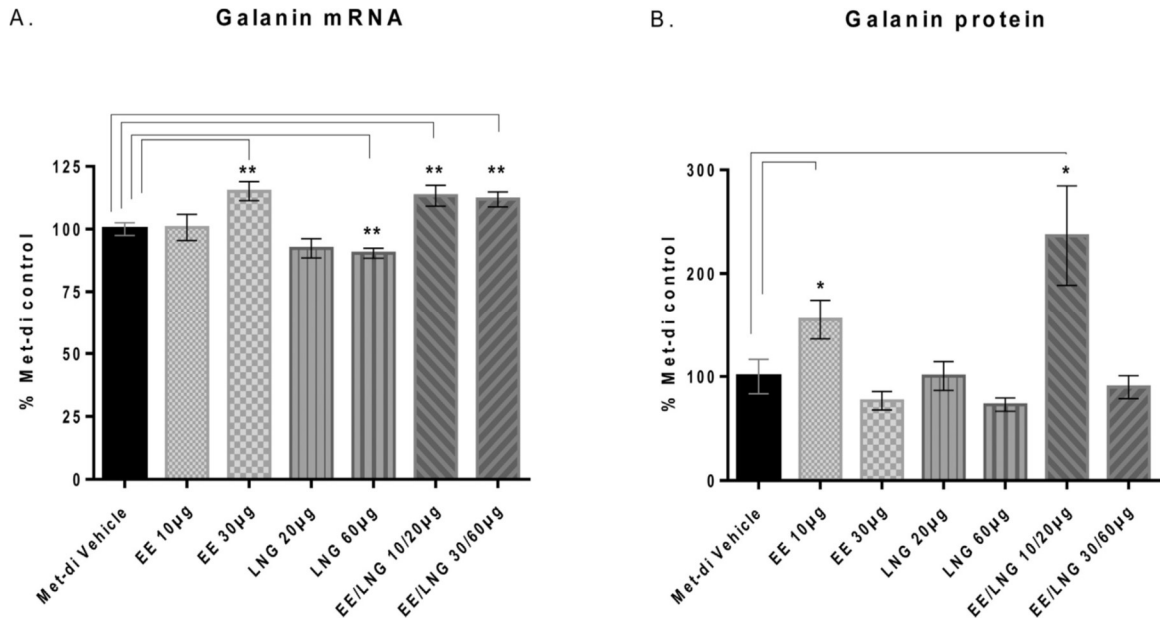 A.
Galanin mRNA
% Met-di control
125
100
75
50
25
0
**
**
**
**
Met-di Vehicle
EE 10µg
EE 30µg
LNG 20µg
LNG 60µg
EE/LNG 10/20µg
EE/LNG 30/60µg
B.
Galanin protein
% Met-di control
300
200
100
0
*
*
Met-di Vehicle
EE 10µg
EE 30µg
LNG 20µg
LNG 60µg
EE/LNG 10/20µg
EE/LNG 30/60µg